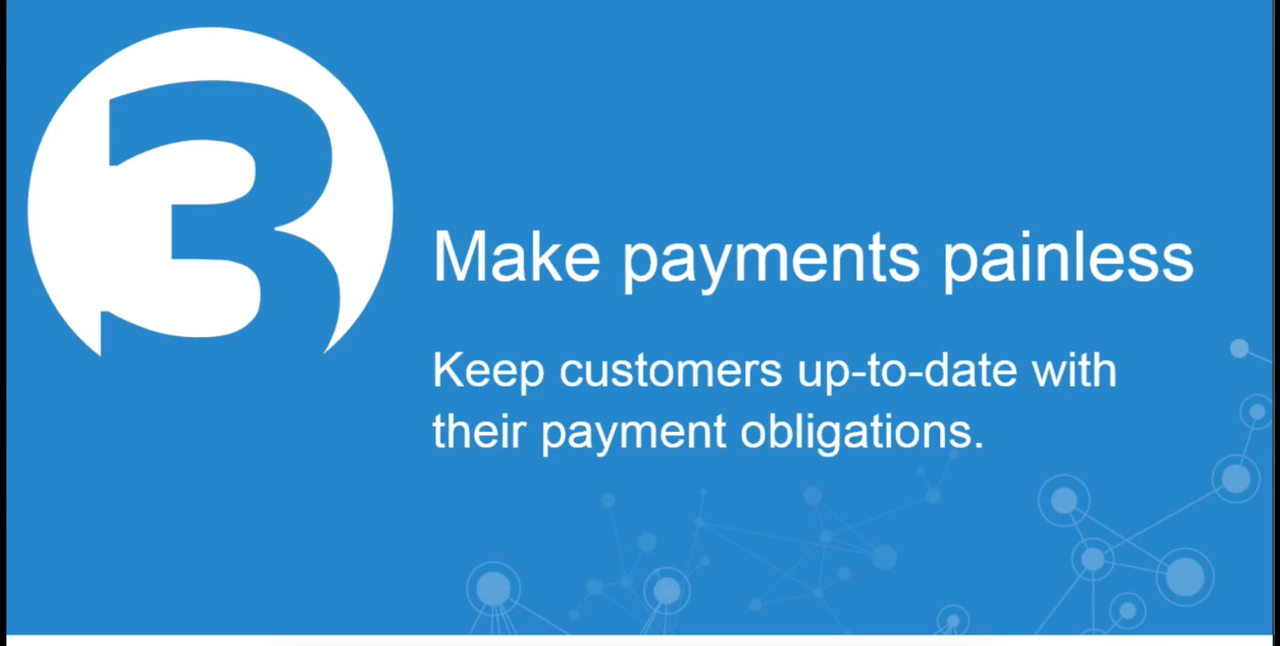 3
Make payments painless
Keep customers up-to-date with
their payment obligations.